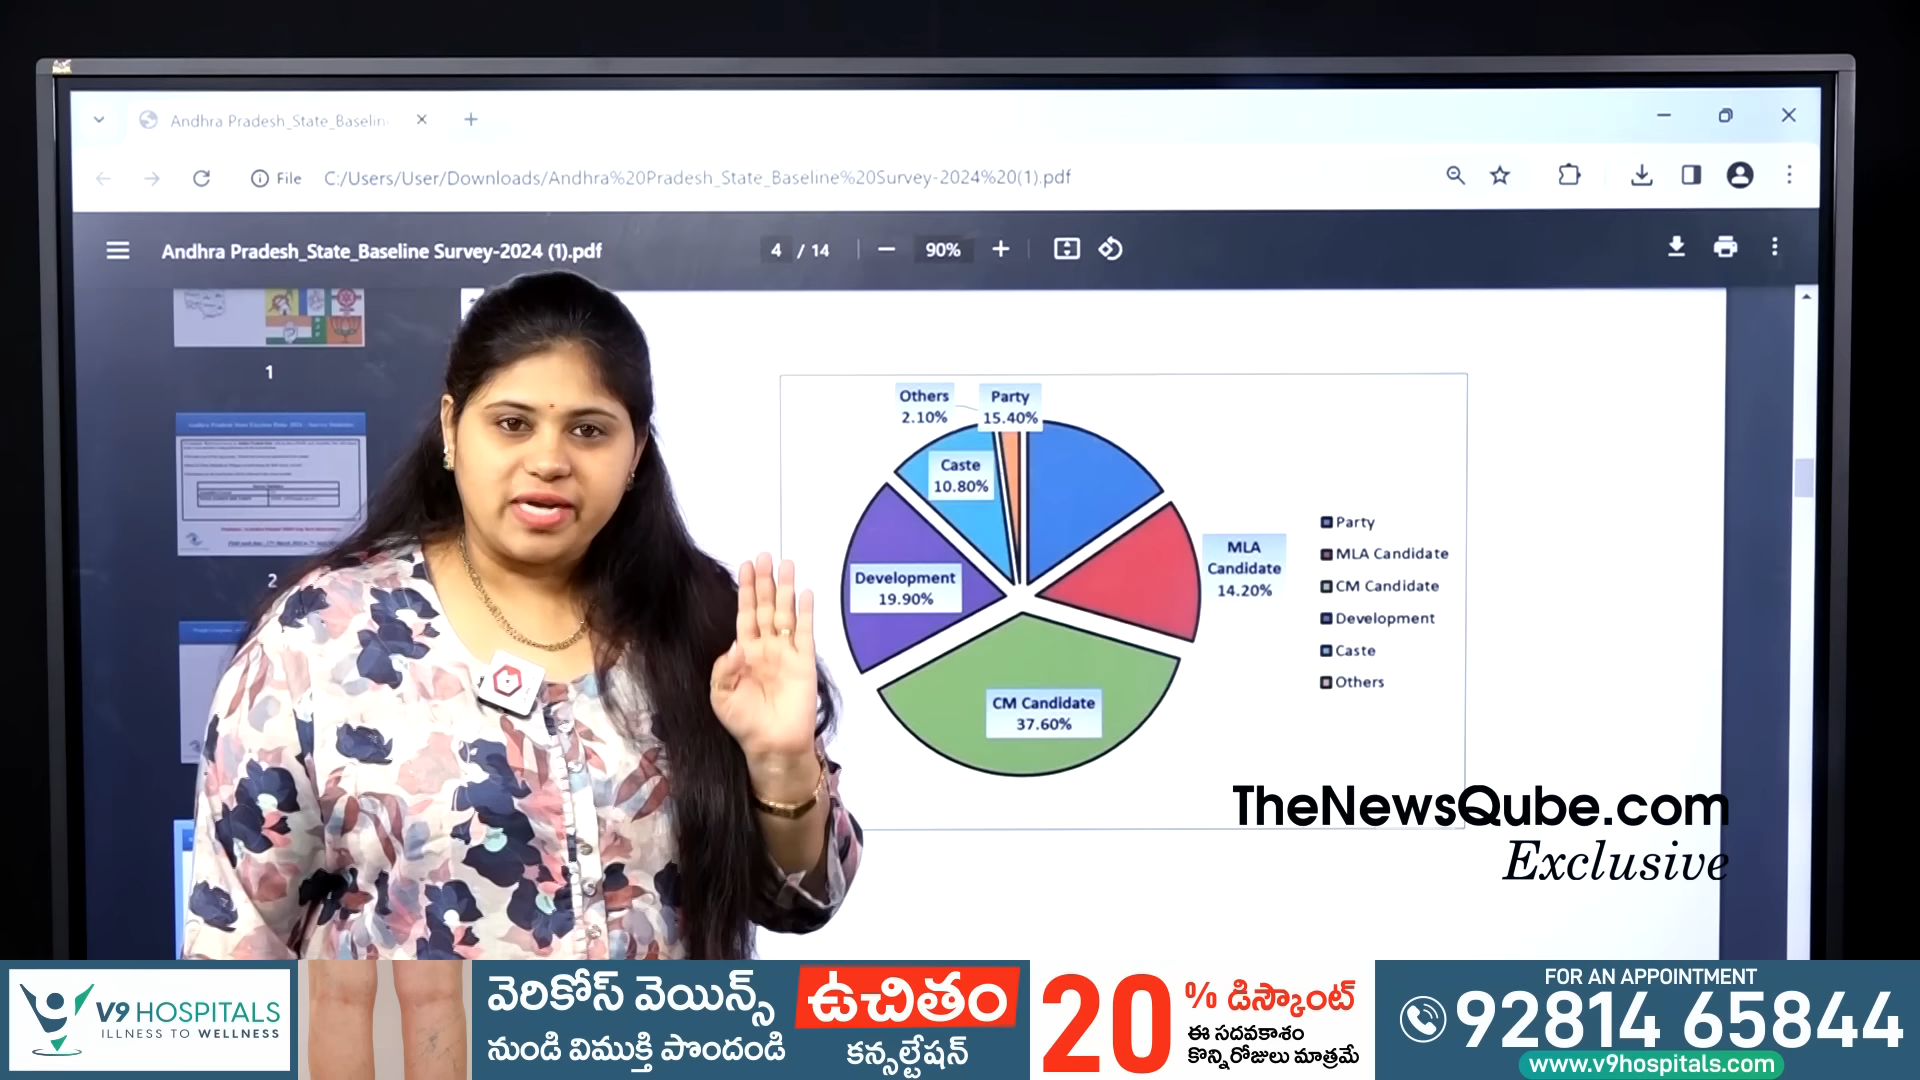 Andhra Pradesh_State_Baselin
File
C:/Users/User/Downloads/Andhra%20Pradesh_State_Baseline%20Survey-2024%20(1).pdf
Andhra Pradesh_State_Baseline Survey-2024 (1).pdf
4 / 14
90%
1
2
Others
2.10%
Party
15.40%
Caste
10.80%
Development
19.90%
MLA
Candidate
14.20%
CM Candidate
37.60%
Party
MLA Candidate
CM Candidate
Development
Caste
Others
TheNewsQube.com
Exclusive
V9 HOSPITALS
ILLNESS TO WELLNESS
వెరికోస్ వెయిన్స్
నుండి విముక్తి పొందండి
ఉచితం
కన్సల్టేషన్
20 % డిస్కౌంట్
ఈ సదవకాశం
కొన్నిరోజులు మాత్రమే
FOR AN APPOINTMENT
92814 65844
www.v9hospitals.com